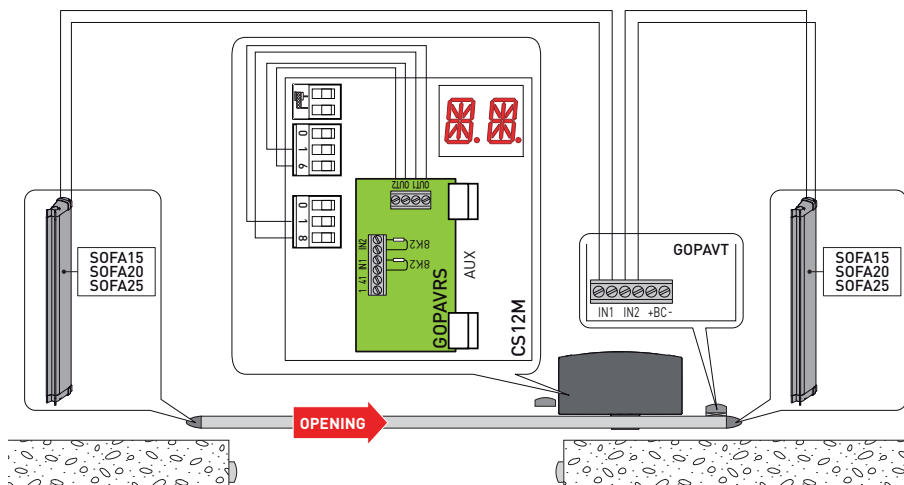 SOFA15
SOFA20
SOFA25
0
1
6
0
1
8
OUT2
OUT1
IN2
IN1
41
1
8K2
8K2
GOPAVRS
AUX
CS12M
GOPAVT
IN1 IN2 +BC-
SOFA15
SOFA20
SOFA25
OPENING